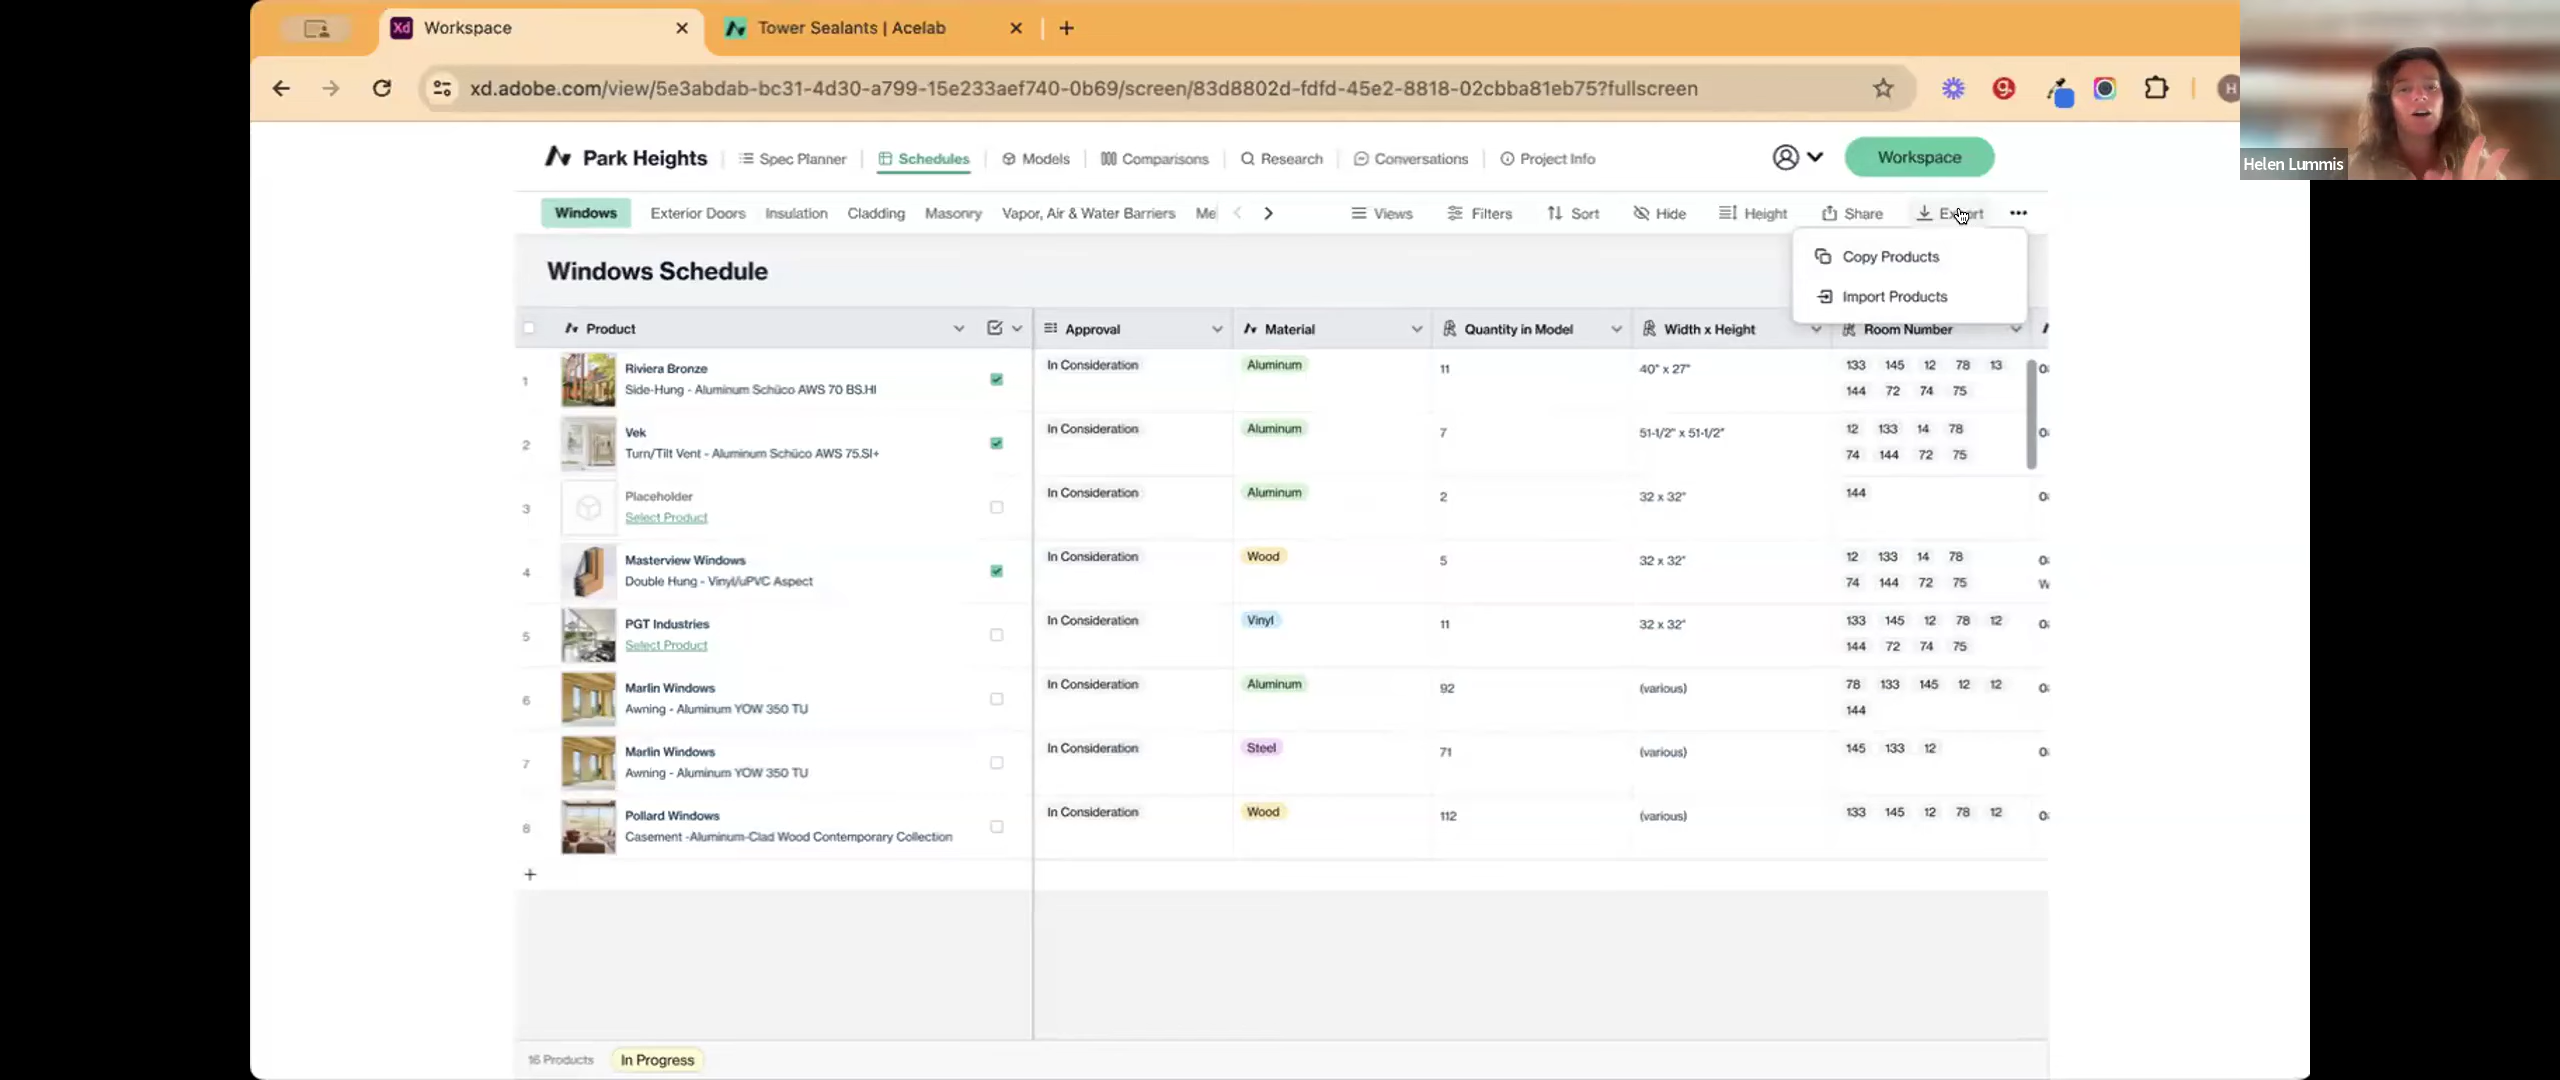 Workspace
Tower Sealants | Acelab
xd.adobe.com/view/5e3abdab-bc31-4d30-a799-15e233aef740-0b69/screen/83d8802d-fdfd-45e2-8818-02cbba81eb75?fullscreen
H
Helen Lummis
Park Heights
Spec Planner
Schedules
Models
Comparisons
Research
Conversations
Project Info
Workspace
Windows
Exterior Doors
Insulation
Cladding
Masonry
Vapor, Air & Water Barriers
Me
Views
Filters
Sort
Hide
Height
Share
Copy Products
Import Products
Windows Schedule
Product
Approval
Material
Quantity in Model
Width x Height
Room Number
1
Riviera Bronze
Side-Hung - Aluminum Schüco AWS 70 BS.HI
In Consideration
Aluminum
11
40" x 27"
133 145 12 78 13
144 72 74 75
2
Vek
Turn/Tilt Vent - Aluminum Schüco AWS 75.SI+
In Consideration
Aluminum
7
51-1/2" x 51-1/2"
12 133 14 78
74 144 72 75
3
Placeholder
Select Product
In Consideration
Aluminum
2
32 x 32"
144
4
Masterview Windows
Double Hung - Vinyl/uPVC Aspect
In Consideration
Wood
5
32 x 32"
12 133 14 78
74 144 72 75
5
PGT Industries
Select Product
In Consideration
Vinyl
11
32 x 32"
133 145 12 78 12
144 72 74 75
6
Marlin Windows
Awning - Aluminum YOW 350 TU
In Consideration
Aluminum
92
(various)
78 133 145 12 12
144
7
Marlin Windows
Awning - Aluminum YOW 350 TU
In Consideration
Steel
71
(various)
145 133 12
8
Pollard Windows
Casement -Aluminum-Clad Wood Contemporary Collection
In Consideration
Wood
112
(various)
133 145 12 78 12
16 Products
In Progress